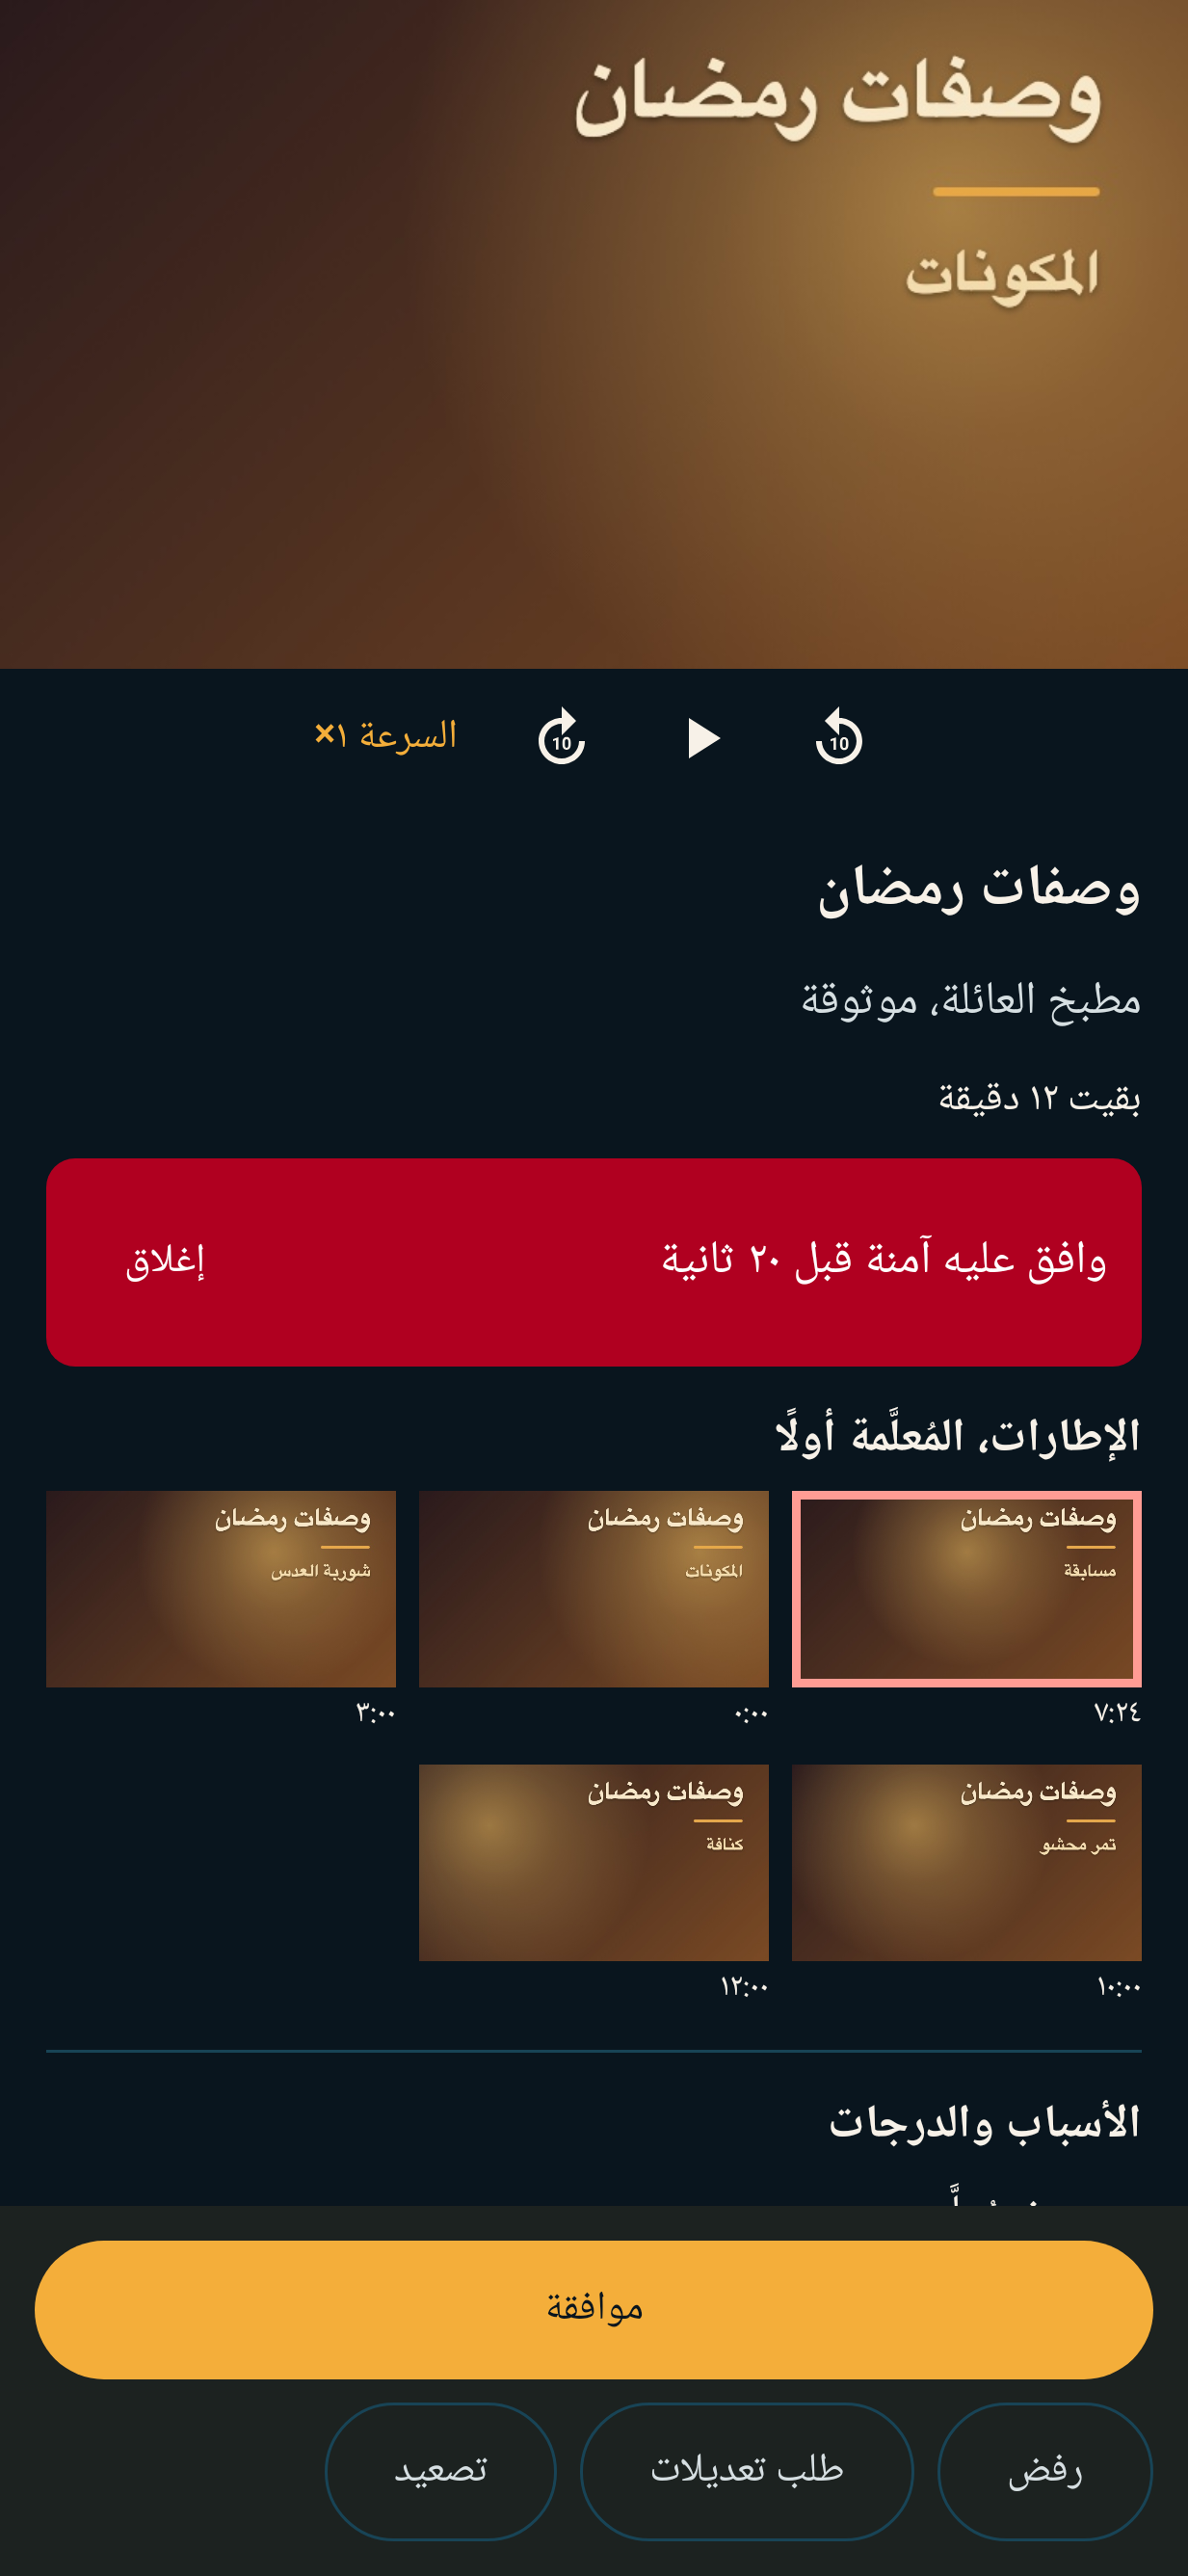 وصفات رمضان
المكونات
10
10
السرعة ١×
وصفات رمضان
مطبخ العائلة، موثوقة
بقيت ١٢ دقيقة
وافق عليه آمنة قبل ٢٠ ثانية
إغلاق
الإطارات، المُعلَّمة أولًا
وصفات رمضان
مسابقة
٧:٢٤
وصفات رمضان
المكونات
٠:٠٠
وصفات رمضان
شوربة العدس
٣:٠٠
وصفات رمضان
تمر محشو
١٠:٠٠
وصفات رمضان
كنافة
١٢:٠٠
الأسباب والدرجات
موافقة
رفض
طلب تعديلات
تصعيد